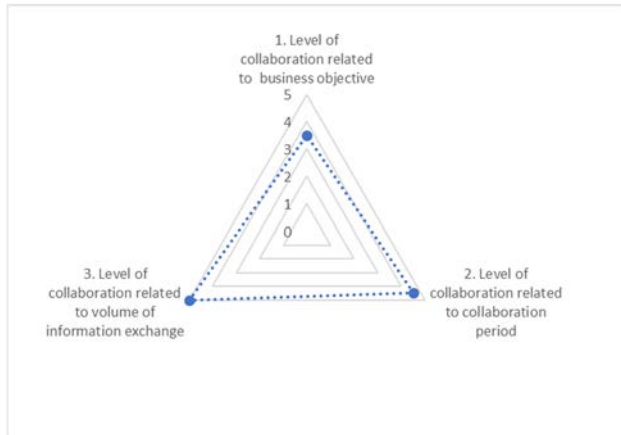 1. Level of
collaboration related
to business objective
5
4
3
2
1
0
3. Level of
collaboration related
to volume of
information exchange
2. Level of
collaboration related
to collaboration
period